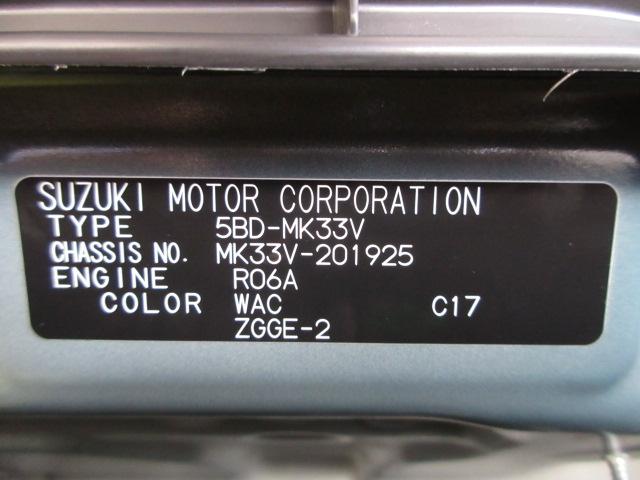 SUZUKI MOTOR CORPORATION
TYPE 5BD-MK33V
CHASSIS NO. MK33V-201925
ENGINE R06A
COLOR WAC C17
ZGGE-2